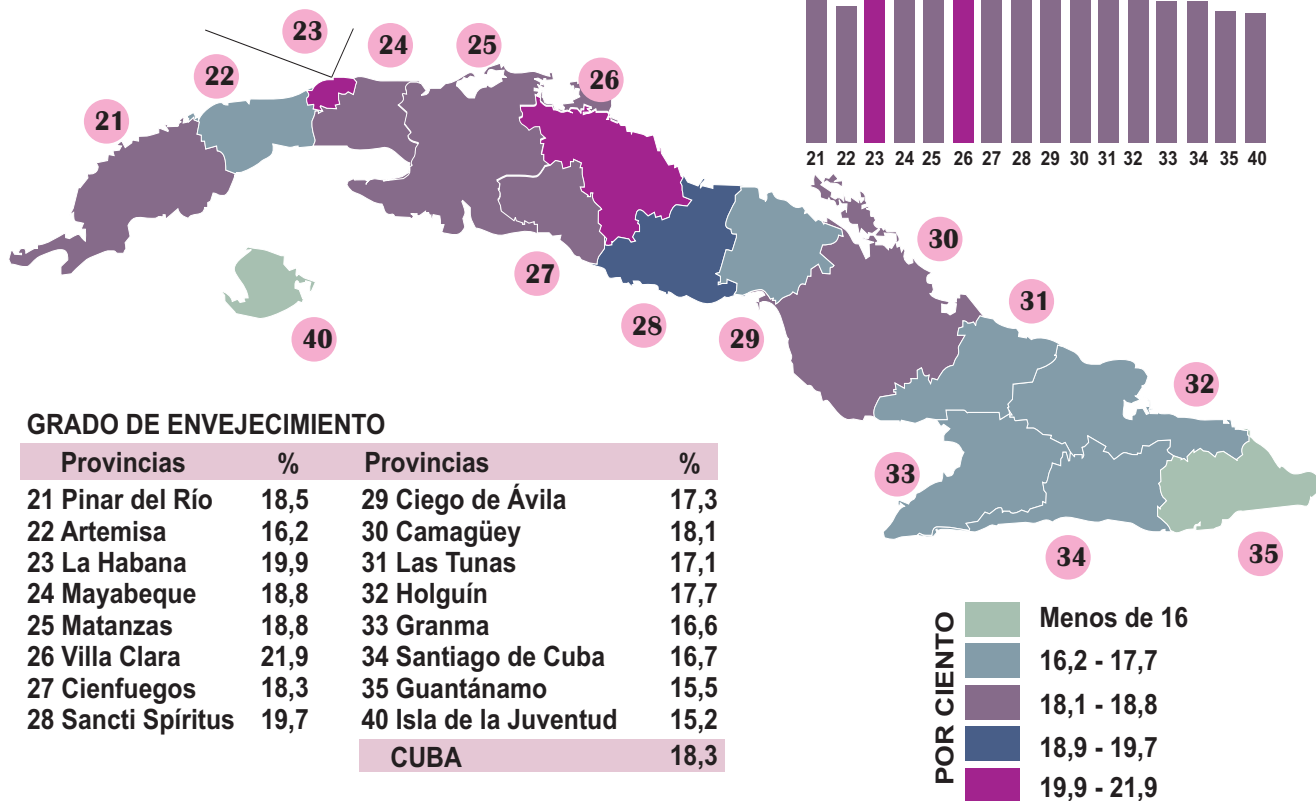 21 22 23 24 25 26 27 28 29 30 31 32 33 34 35 40
23
24
25
22
26
21
30
27
31
28
29
40
32
33
34
35
GRADO DE ENVEJECIMIENTO
Provincias % Provincias %
21 Pinar del Río 18,5 29 Ciego de Ávila 17,3
22 Artemisa 16,2 30 Camagüey 18,1
23 La Habana 19,9 31 Las Tunas 17,1
24 Mayabeque 18,8 32 Holguín 17,7
25 Matanzas 18,8 33 Granma 16,6
26 Villa Clara 21,9 34 Santiago de Cuba 16,7
27 Cienfuegos 18,3 35 Guantánamo 15,5
28 Sancti Spíritus 19,7 40 Isla de la Juventud 15,2
CUBA 18,3
POR CIENTO
Menos de 16
16,2 - 17,7
18,1 - 18,8
18,9 - 19,7
19,9 - 21,9